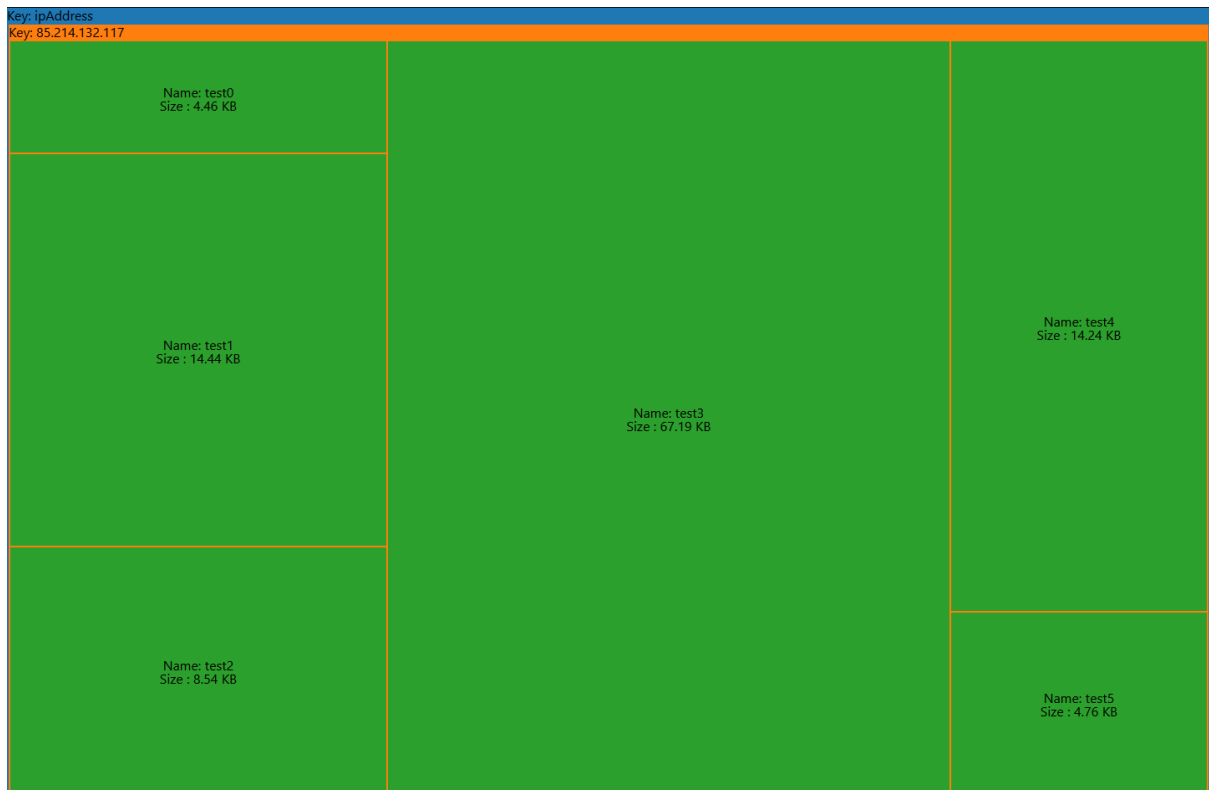 Key: ipAddress
Key: 85.214.132.117
Name: test0
Size : 4.46 KB
Name: test1
Size : 14.44 KB
Name: test2
Size : 8.54 KB
Name: test3
Size : 67.19 KB
Name: test4
Size : 14.24 KB
Name: test5
Size : 4.76 KB